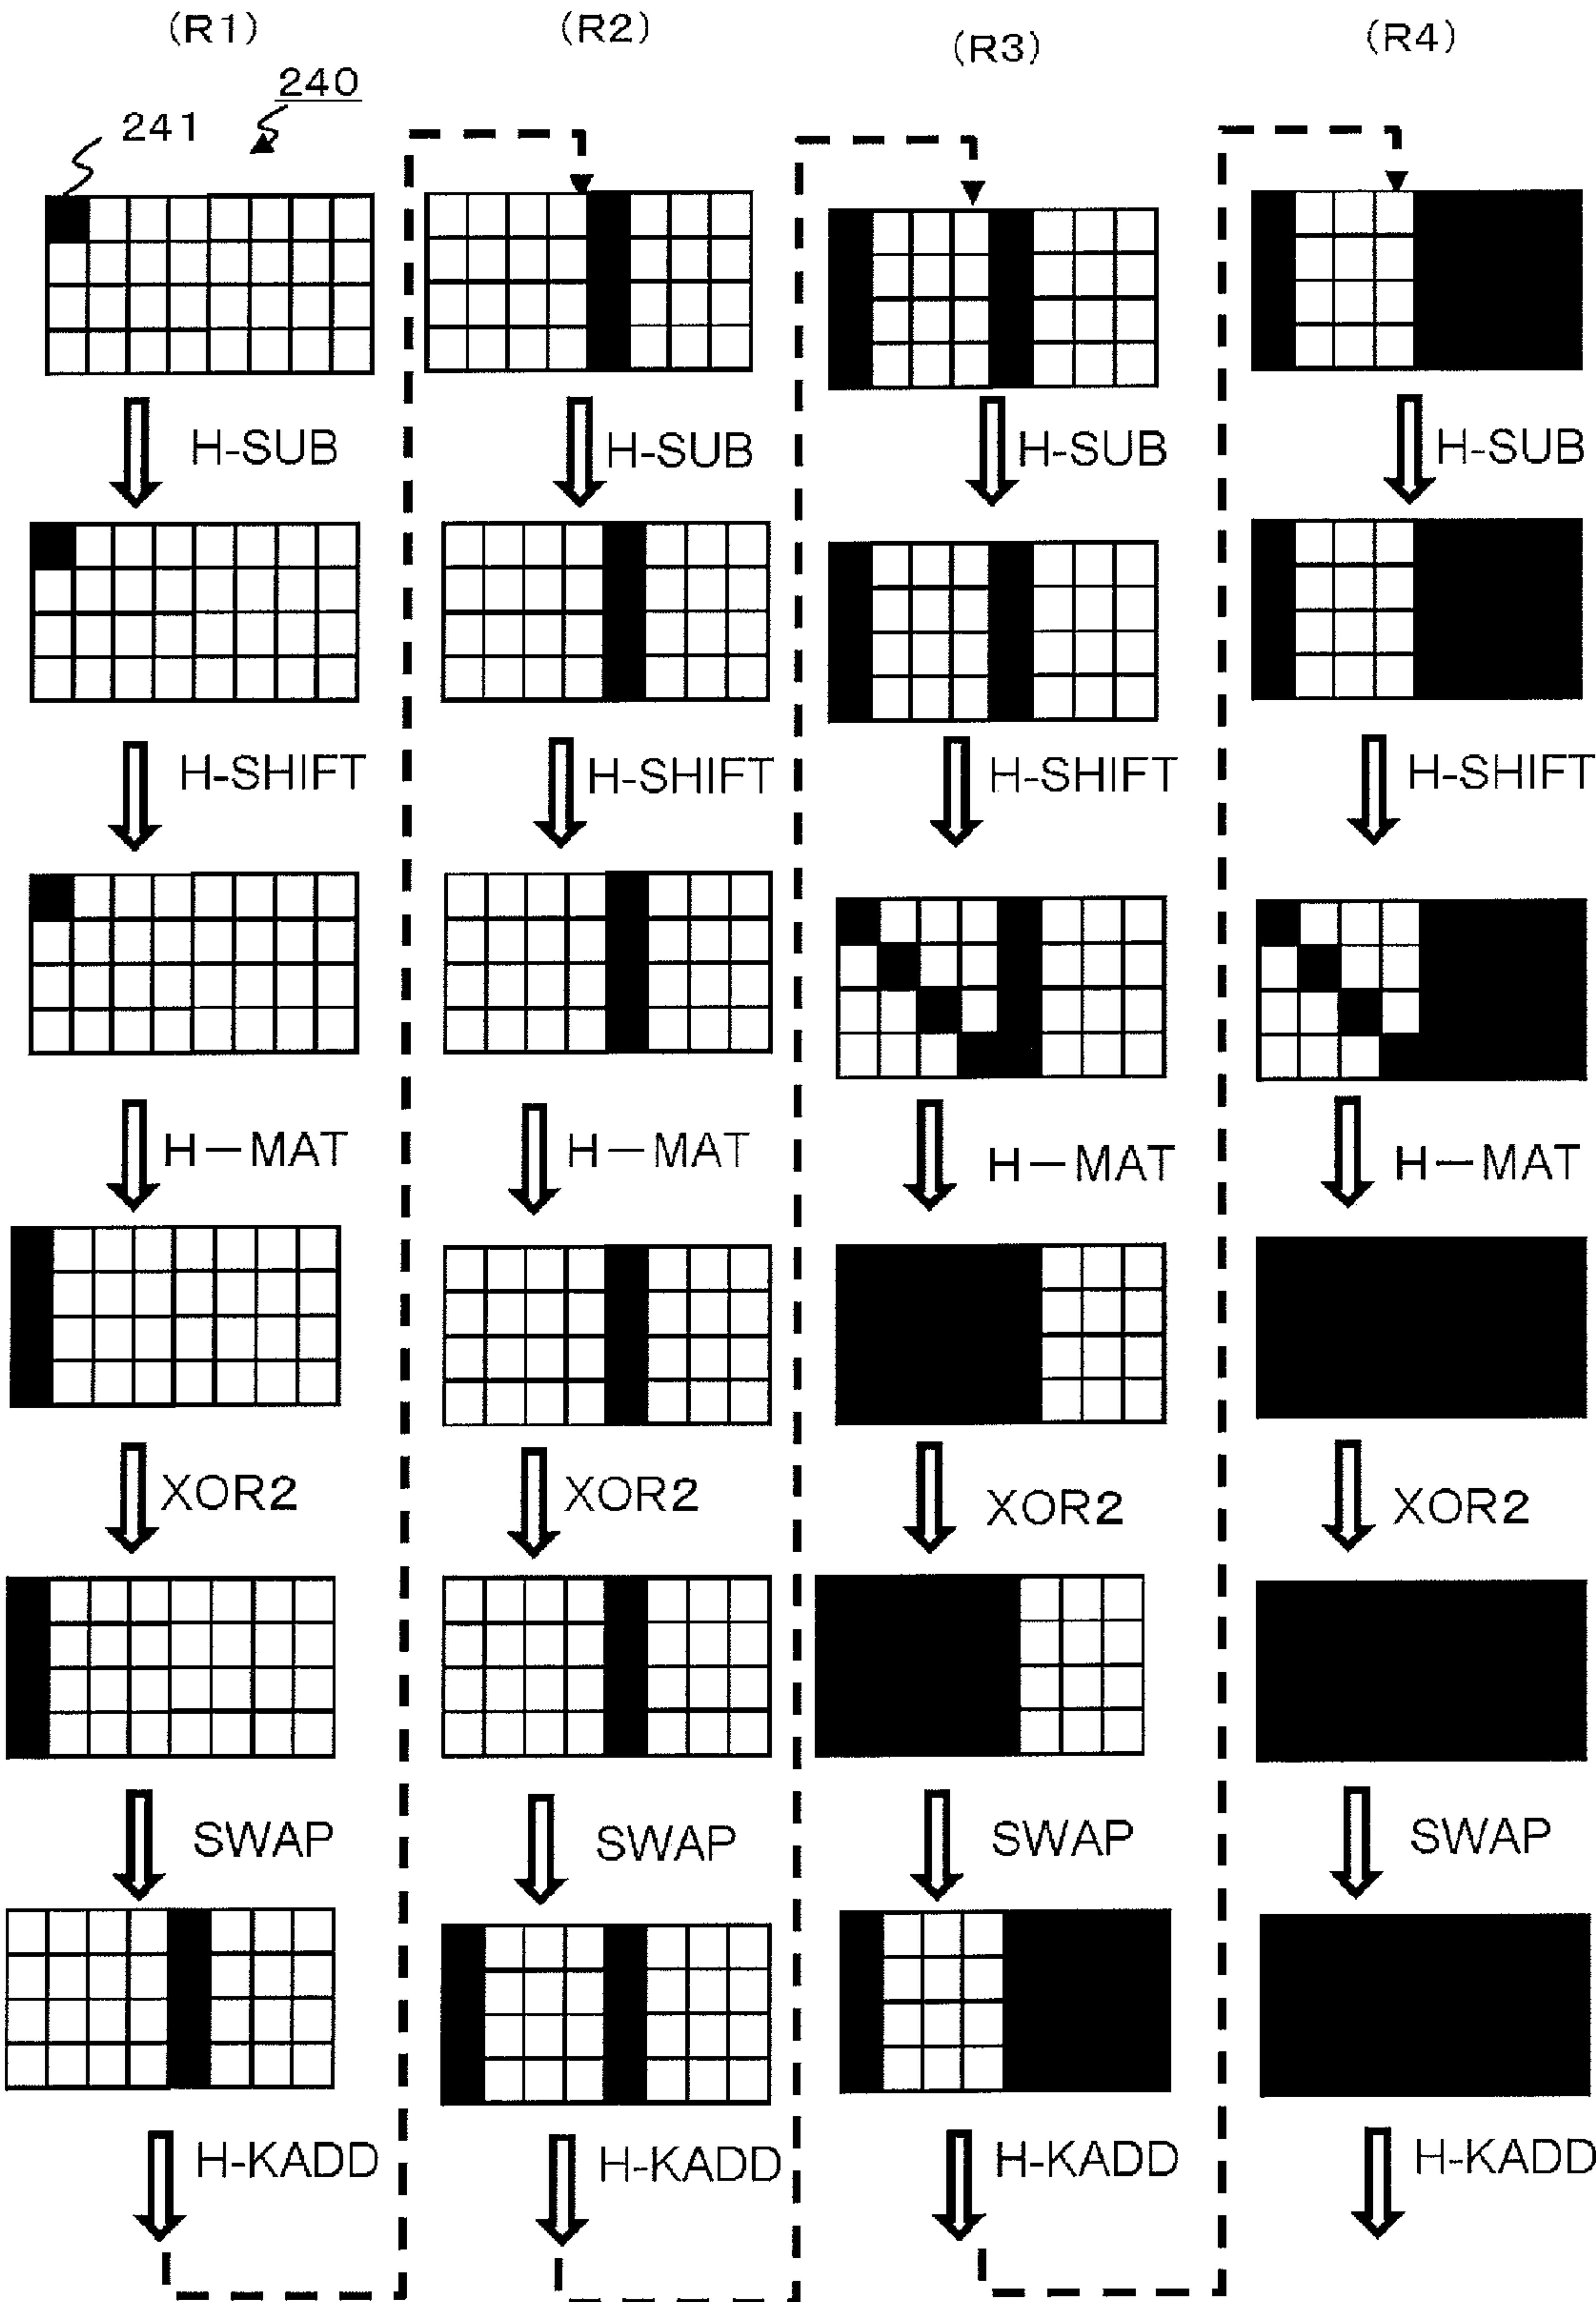 (R1)
(R2)
(R3)
(R4)
240
241
H-SUB
H-SUB
H-SUB
H-SUB
H-SHIFT
H-SHIFT
H-SHIFT
H-SHIFT
H-MAT
H-MAT
H-MAT
H-MAT
XOR2
XOR2
XOR2
XOR2
SWAP
SWAP
SWAP
SWAP
H-KADD
H-KADD
H-KADD
H-KADD